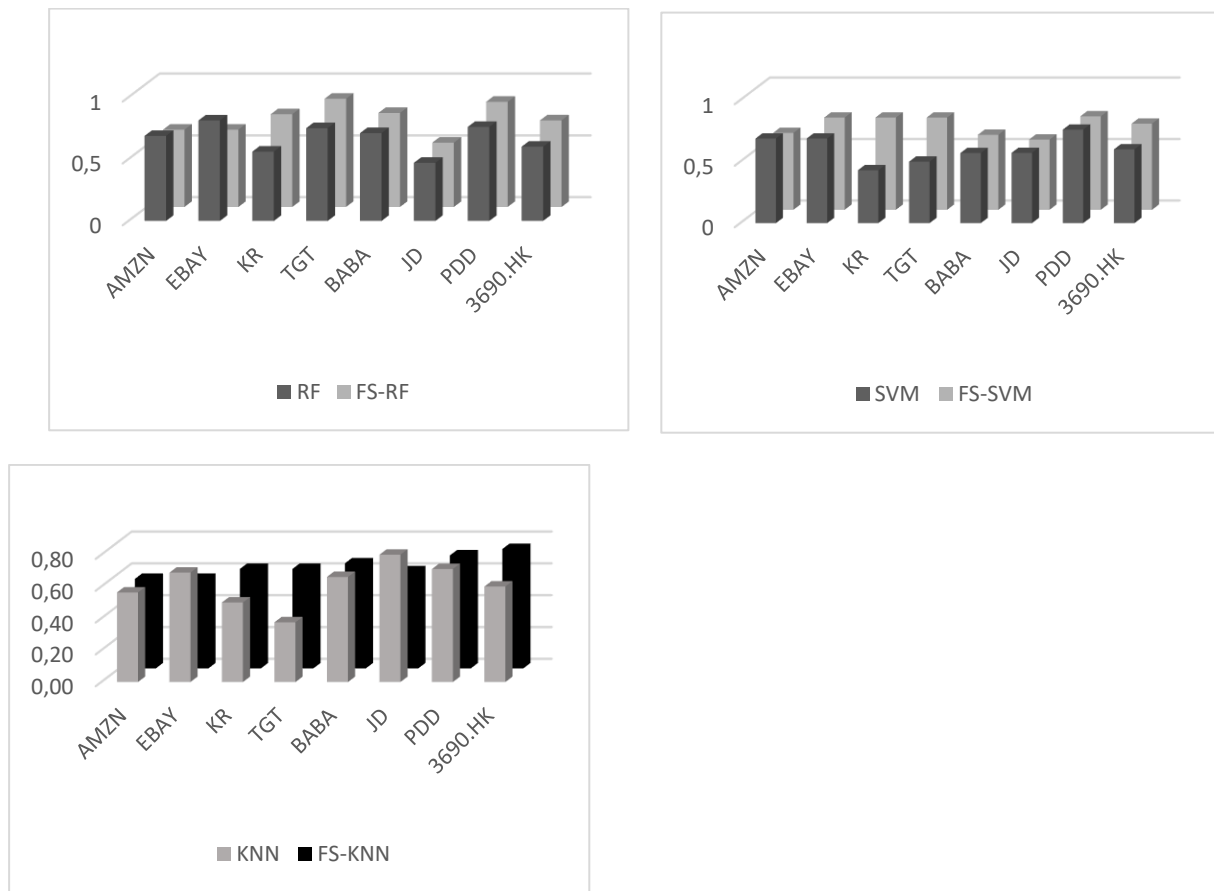 1
0,5
0
AMZN
EBAY
KR
TGT
BABA
JD
PDD
3690.HK
RF FS-RF
1
0,5
0
AMZN
EBAY
KR
TGT
BABA
JD
PDD
3690.HK
SVM FS-SVM
0,80
0,60
0,40
0,20
0,00
AMZN
EBAY
KR
TGT
BABA
JD
PDD
3690.HK
KNN FS-KNN